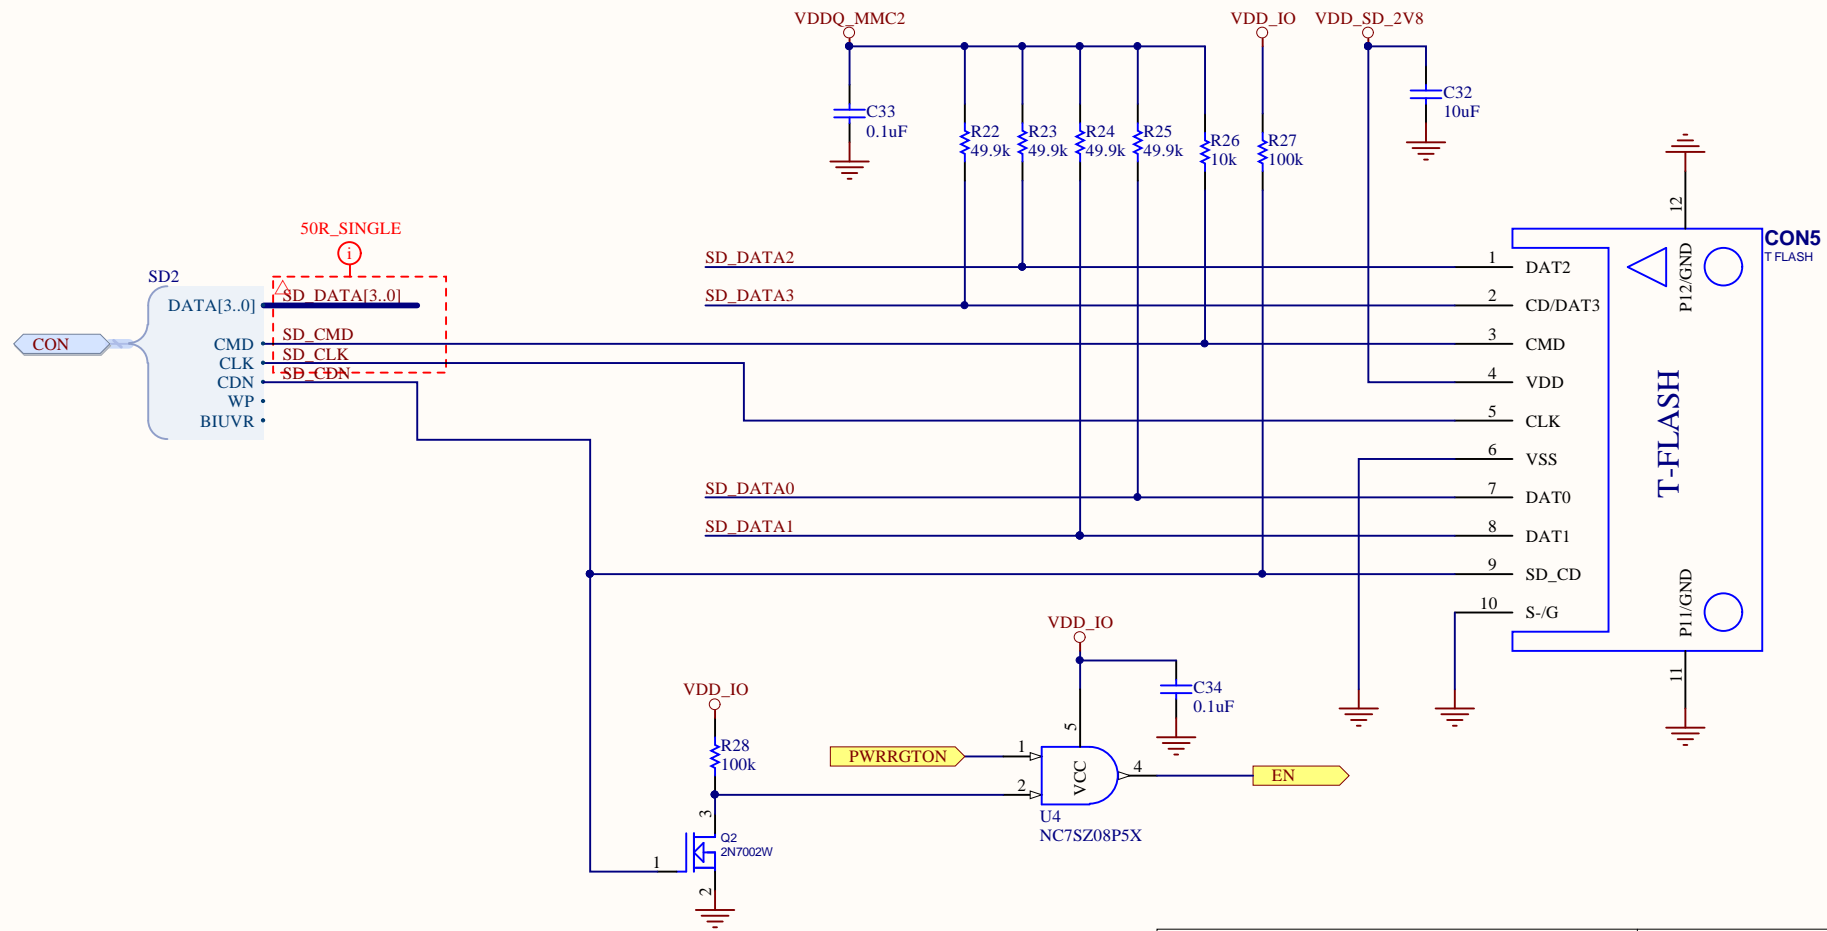 VDDQ_MMC2
VDD_IO
VDD_SD_2V8
C33
0.1uF
R22
49.9k
R23
49.9k
R24
49.9k
R25
49.9k
R26
10k
R27
100k
C32
10uF
50R_SINGLE
i
SD2
DATA[3..0]
SD_DATA[3..0]
CON
CMD
SD_CMD
CLK
SD_CLK
CDN
SD_CDN
WP
BIUVR
SD_DATA2
SD_DATA3
SD_DATA0
SD_DATA1
12
P12/GND
CON5
T FLASH
1
DAT2
2
CD/DAT3
3
CMD
4
VDD
5
CLK
6
VSS
7
DAT0
8
DAT1
9
SD_CD
10
S-/G
T-FLASH
P11/GND
11
VDD_IO
R28
100k
3
Q2
2N7002W
1
2
VDD_IO
C34
0.1uF
5
PWRRGTON
1
2
VCC
4
EN
U4
NC7SZ08P5X